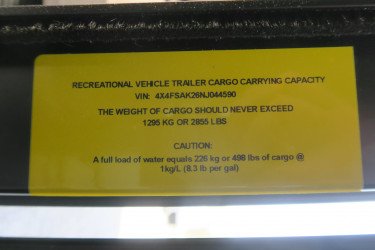 RECREATIONAL VEHICLE TRAILER CARGO CARRYING CAPACITY
VIN: 4X4FSAK26NJ044590
THE WEIGHT OF CARGO SHOULD NEVER EXCEED
1295 KG OR 2855 LBS
CAUTION:
A full load of water equals 226 kg or 498 lbs of cargo @
1kg/L (8.3 lb per gal)